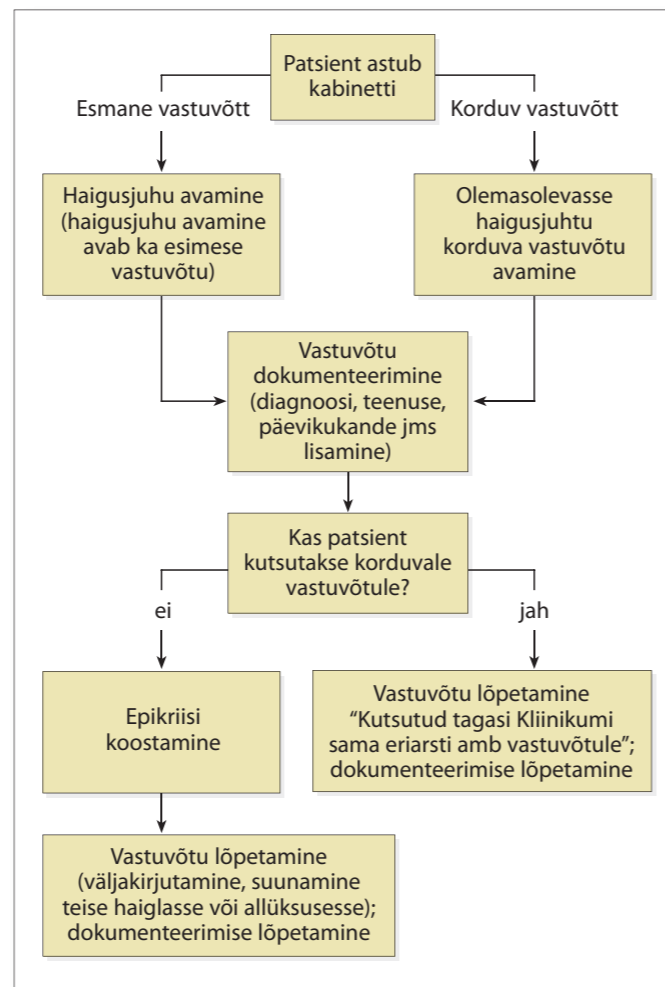 Patsient astub
kabinetti
Esmane vastuvõtt
Korduv vastuvõtt
Haigusjuhu avamine
(haigusjuhu avamine
avab ka esimese
vastuvõtu)
Olemasolevasse
haigusjuhtu
korduva vastuvõtu
avamine
Vastuvõtu
dokumenteerimine
(diagnoosi, teenuse,
päevikukande jms
lisamine)
Kas patsient
kutsutakse korduvale
vastuvõtule?
ei
jah
Epikriisi
koostamine
Vastuvõtu lõpetamine
“Kutsutud tagasi Kliinikumi
sama eriarsti amb vastuvõtule”;
dokumenteerimise lõpetamine
Vastuvõtu lõpetamine
(väljakirjutamine, suunamine
teise haiglasse või allüksusesse);
dokumenteerimise lõpetamine